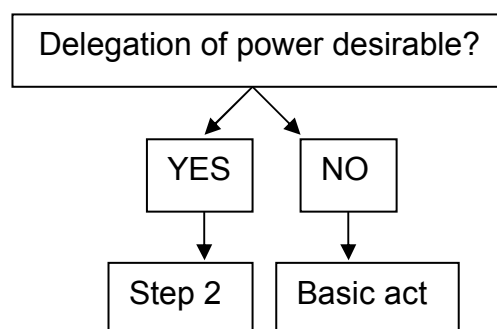 Delegation of power desirable?
YES
NO
Step 2
Basic act